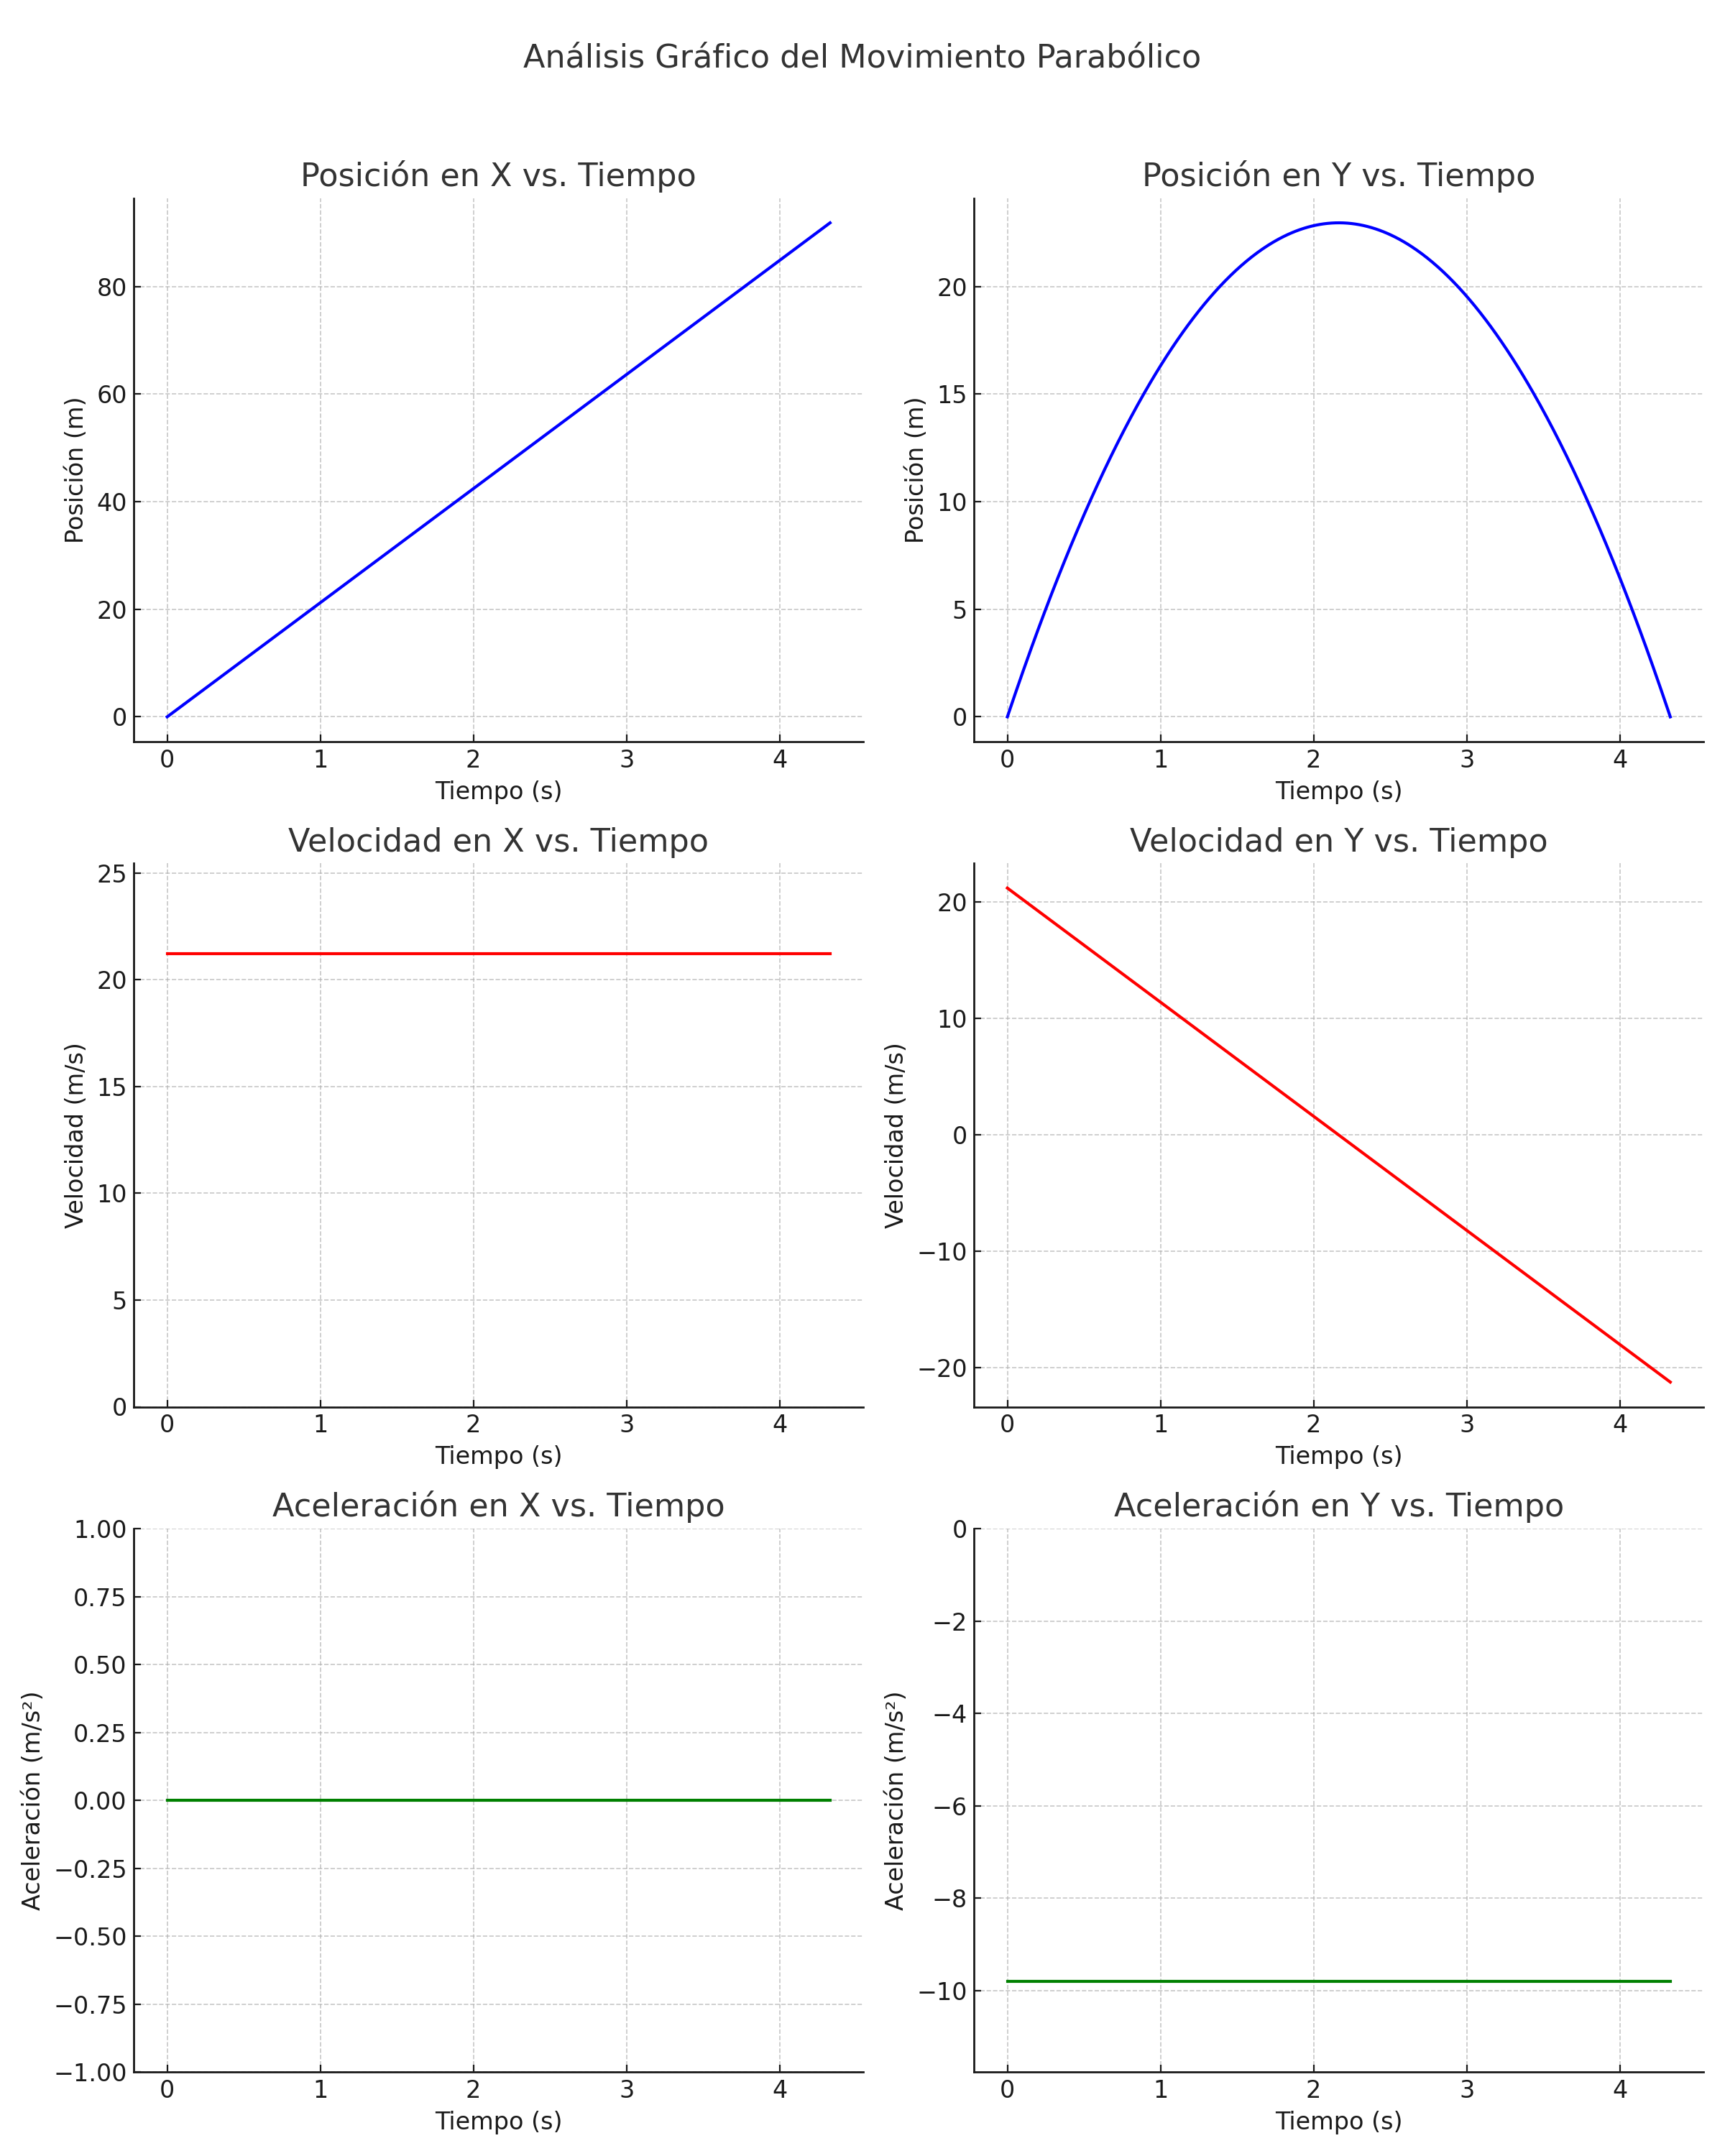 Análisis Gráfico del Movimiento Parabólico
Posición en X vs. Tiempo
Posición (m)
80
60
40
20
0
0 1 2 3 4
Tiempo (s)
Posición en Y vs. Tiempo
Posición (m)
20
15
10
5
0
0 1 2 3 4
Tiempo (s)
Velocidad en X vs. Tiempo
Velocidad (m/s)
25
20
15
10
5
0
0 1 2 3 4
Tiempo (s)
Velocidad en Y vs. Tiempo
Velocidad (m/s)
20
10
0
−10
−20
0 1 2 3 4
Tiempo (s)
Aceleración en X vs. Tiempo
Aceleración (m/s²)
1.00
0.75
0.50
0.25
0.00
−0.25
−0.50
−0.75
−1.00
0 1 2 3 4
Tiempo (s)
Aceleración en Y vs. Tiempo
Aceleración (m/s²)
0
−2
−4
−6
−8
−10
0 1 2 3 4
Tiempo (s)